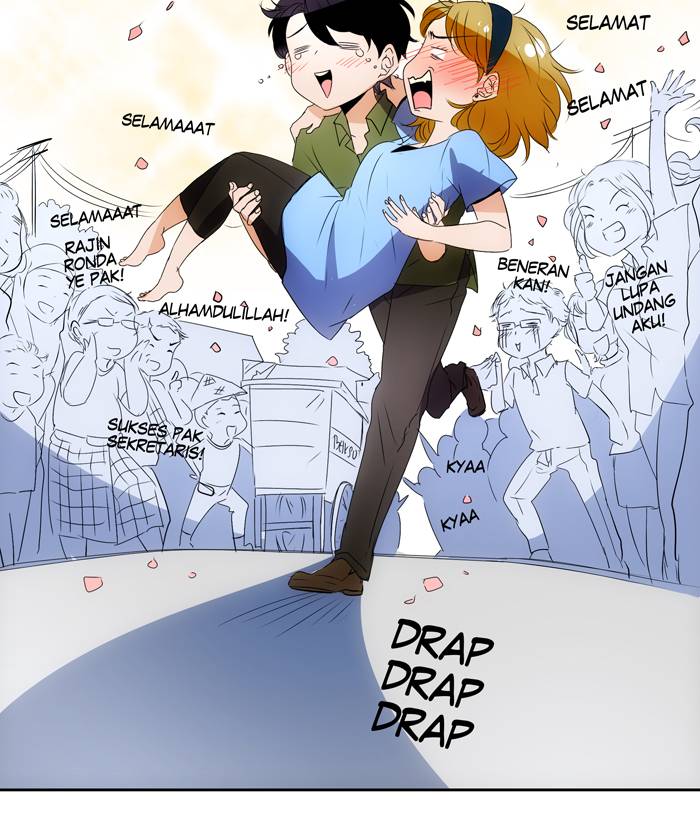 SELAMAT
SELAMAT
SELAMAAAT
SELAMAAAT
RAJIN
RONDA
YE PAK!
ALHAMDULILLAH!
BENERAN
KAN!
JANGAN
LUPA
UNDANG
AKU!
SUKSES PAK
SEKRETARIS!
BAKPO
KYAA
KYAA
DRAP
DRAP
DRAP